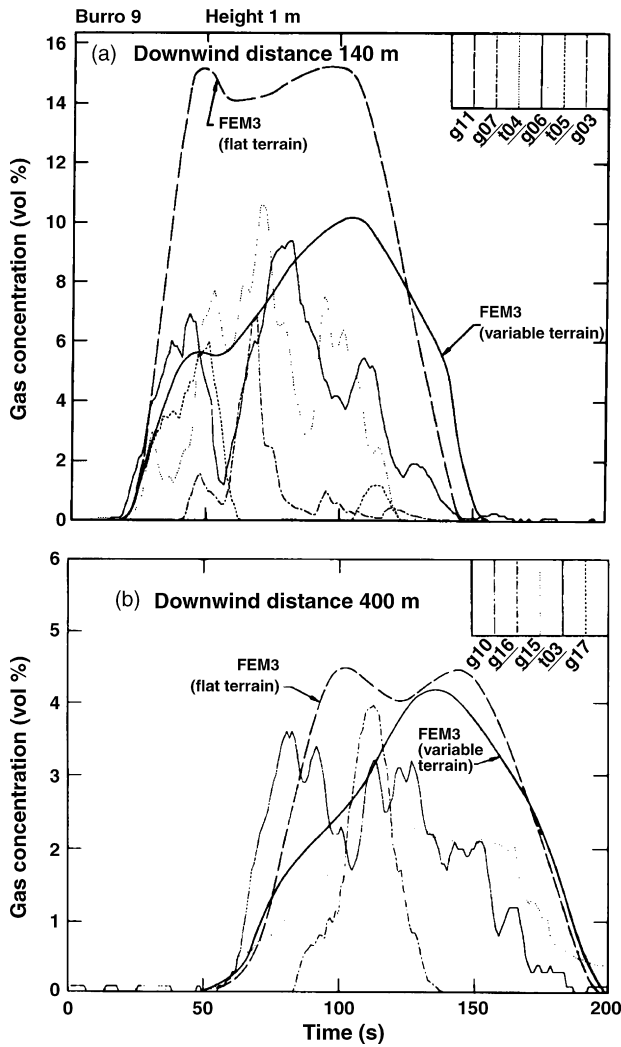 Burro 9 Height 1 m
(a) Downwind distance 140 m
16
14
12
10
8
6
4
2
0
Gas concentration (vol %)
FEM3
(flat terrain)
FEM3
(variable terrain)
g11
g07
t04
g06
t05
g03
(b) Downwind distance 400 m
6
5
4
3
2
1
0
Gas concentration (vol %)
FEM3
(flat terrain)
FEM3
(variable
terrain)
g10
g16
g15
t03
g17
0 50 100 150 200
Time (s)